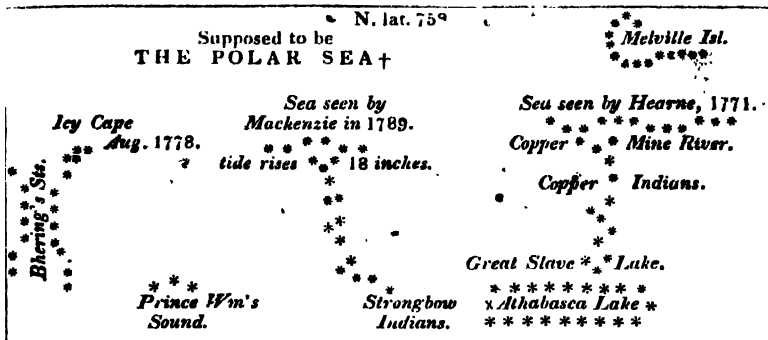 N. lat. 75°
Supposed to be
THE POLAR SEA†
Melville Isl.
Sea seen by
Mackenzie in 1789.
tide rises 18 inches.
Sea seen by Hearne, 1771.
Copper Mine River.
Copper Indians.
Icy Cape
Aug. 1778.
Bhering's Sts.
Great Slave Lake.
Athabasca Lake
Prince Wm's
Sound.
Strongbow
Indians.